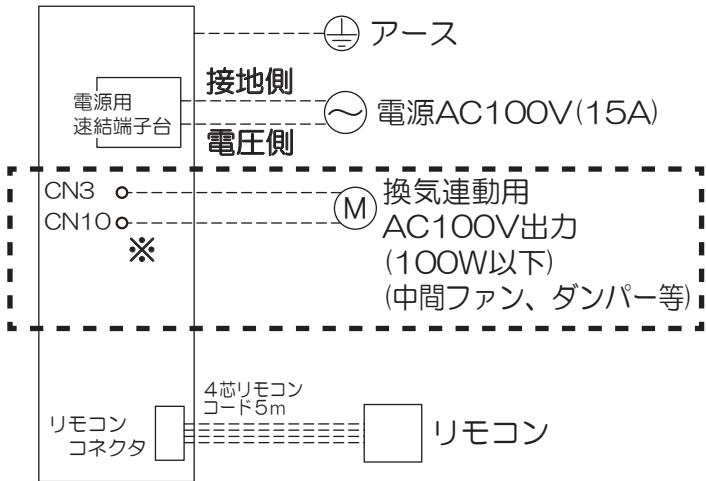 アース
接地側
電源用
速結端子台
電源AC100V(15A)
電圧側
CN3
CN10
※
M
換気連動用
AC100V出力
(100W以下)
(中間ファン、ダンパー等)
4芯リモコン
コード5m
リモコン
コネクタ
リモコン